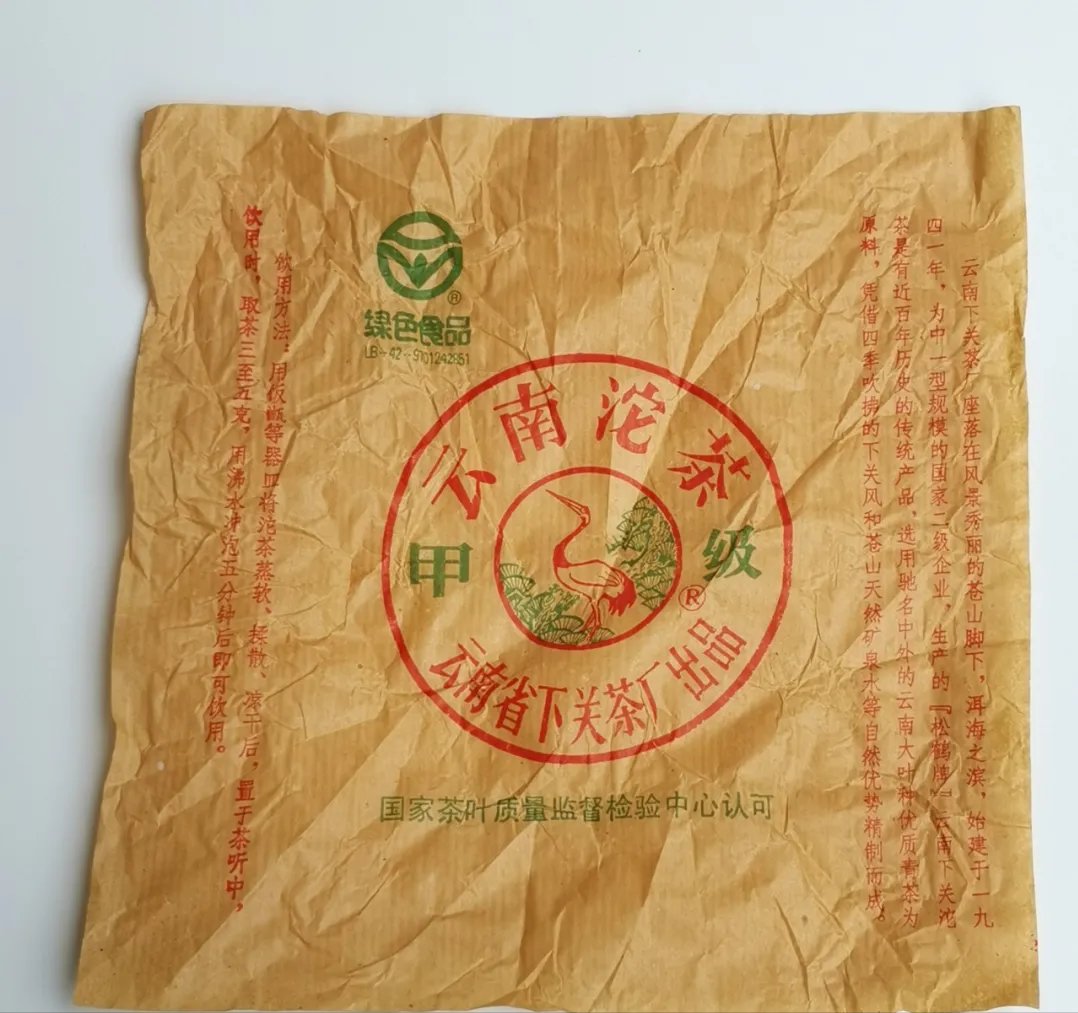 绿色食品
®
LB-42-9701242851
云南沱茶
甲级
®
云南省下关茶厂出品
国家茶叶质量监督检验中心认可
云南下关茶厂座落在风景秀丽的苍山脚下，洱海之滨，始建于一九
四一年，为中一型规模的国家二级企业，生产的『松鹤牌』云南下关沱
茶是有近百年历史的传统产品，选用驰名中外的云南大叶种优质青茶为
原料，凭借四季吹拂的下关风和苍山天然矿泉水等自然优势精制而成。
饮用方法：用饭甑等器皿将沱茶蒸软、揉散、凉干后，置于茶听中，
饮用时，取茶三至五克，用沸水冲泡五分钟后即可饮用。